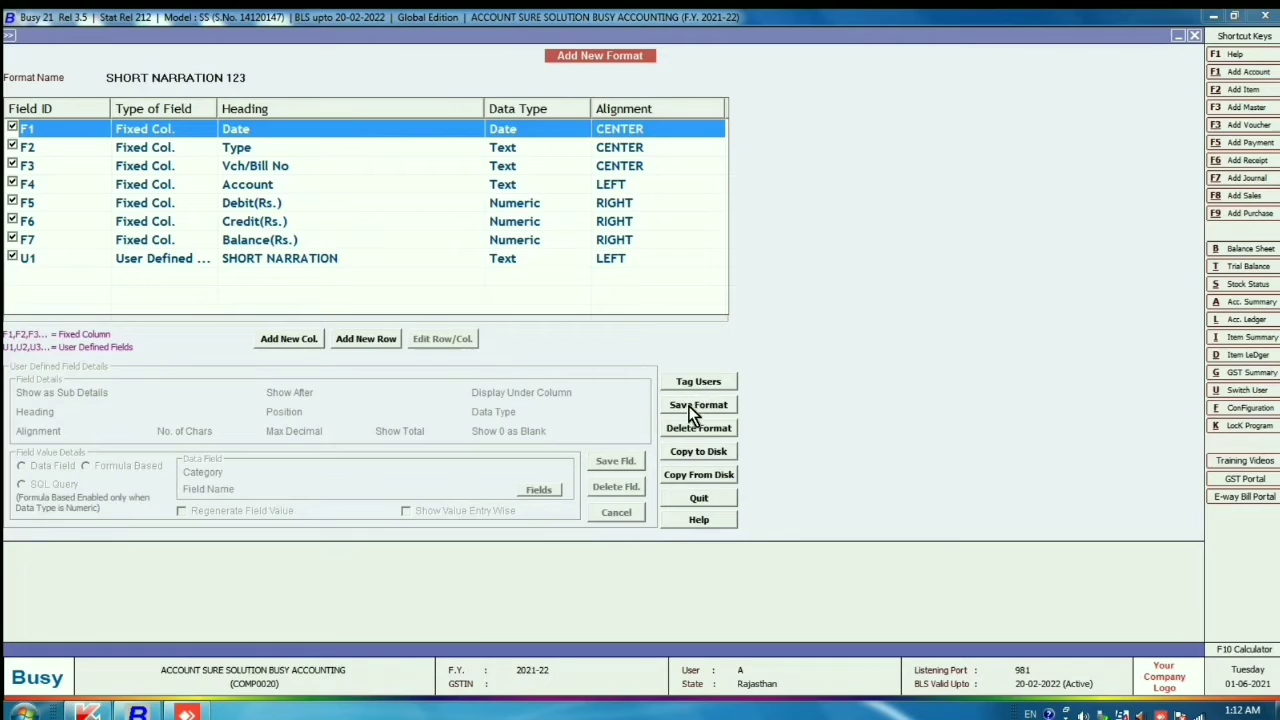 Busy 21 Rel 3.5 | Stat Rel 212 | Model : SS (S.No. 14120147) | BLS upto 20-02-2022 | Global Edition | ACCOUNT SURE SOLUTION BUSY ACCOUNTING (F.Y. 2021-22)
>>
Shortcut Keys
Add New Format
Format Name SHORT NARRATION 123
Field ID Type of Field Heading Data Type Alignment
F1 Fixed Col. Date Date CENTER
F2 Fixed Col. Type Text CENTER
F3 Fixed Col. Vch/Bill No Text CENTER
F4 Fixed Col. Account Text LEFT
F5 Fixed Col. Debit(Rs.) Numeric RIGHT
F6 Fixed Col. Credit(Rs.) Numeric RIGHT
F7 Fixed Col. Balance(Rs.) Numeric RIGHT
U1 User Defined ... SHORT NARRATION Text LEFT
F1,F2,F3... = Fixed Column
U1,U2,U3... = User Defined Fields
Add New Col. Add New Row Edit Row/Col.
User Defined Field Details
Field Details
Show as Sub Details Show After Display Under Column
Heading Position Data Type
Alignment No. of Chars Max Decimal Show Total Show 0 as Blank
Field Value Details
Data Field Formula Based
SQL Query
(Formula Based Enabled only when
Data Type is Numeric)
Data Field
Category
Field Name Fields
Regenerate Field Value Show Value Entry Wise
Save Fld.
Delete Fld.
Cancel
Tag Users
Save Format
Delete Format
Copy to Disk
Copy From Disk
Quit
Help
F1 Help
F1 Add Account
F2 Add Item
F3 Add Master
F3 Add Voucher
F5 Add Payment
F6 Add Receipt
F7 Add Journal
F8 Add Sales
F9 Add Purchase
B Balance Sheet
T Trial Balance
S Stock Status
A Acc. Summary
L Acc. Ledger
I Item Summary
D Item LeDger
G GST Summary
U Switch User
F ConFiguration
K LocK Program
Training Videos
GST Portal
E-way Bill Portal
F10 Calculator
Busy
ACCOUNT SURE SOLUTION BUSY ACCOUNTING
(COMP0020)
F.Y. : 2021-22
GSTIN :
User : A
State : Rajasthan
Listening Port : 981
BLS Valid Upto : 20-02-2022 (Active)
Your
Company
Logo
Tuesday
01-06-2021
EN
1:12 AM